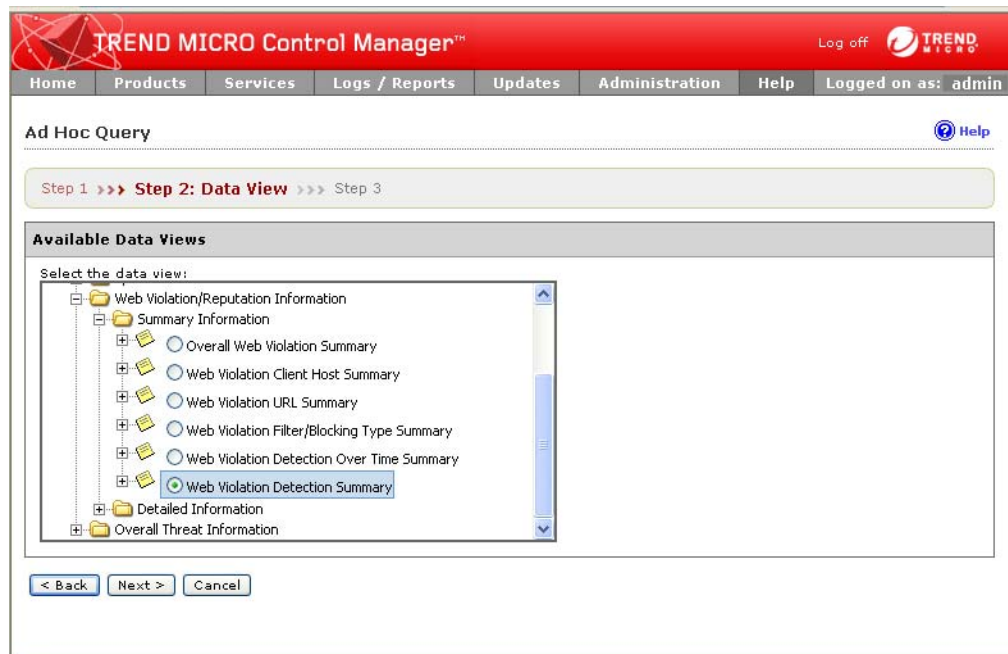 TREND MICRO Control Manager™
Log off
TREND MICRO
Home Products Services Logs / Reports Updates Administration Help Logged on as: admin
Ad Hoc Query
Help
Step 1 >>> Step 2: Data View >>> Step 3
Available Data Views
Select the data view:
Web Violation/Reputation Information
Summary Information
Overall Web Violation Summary
Web Violation Client Host Summary
Web Violation URL Summary
Web Violation Filter/Blocking Type Summary
Web Violation Detection Over Time Summary
Web Violation Detection Summary
Detailed Information
Overall Threat Information
< Back Next > Cancel